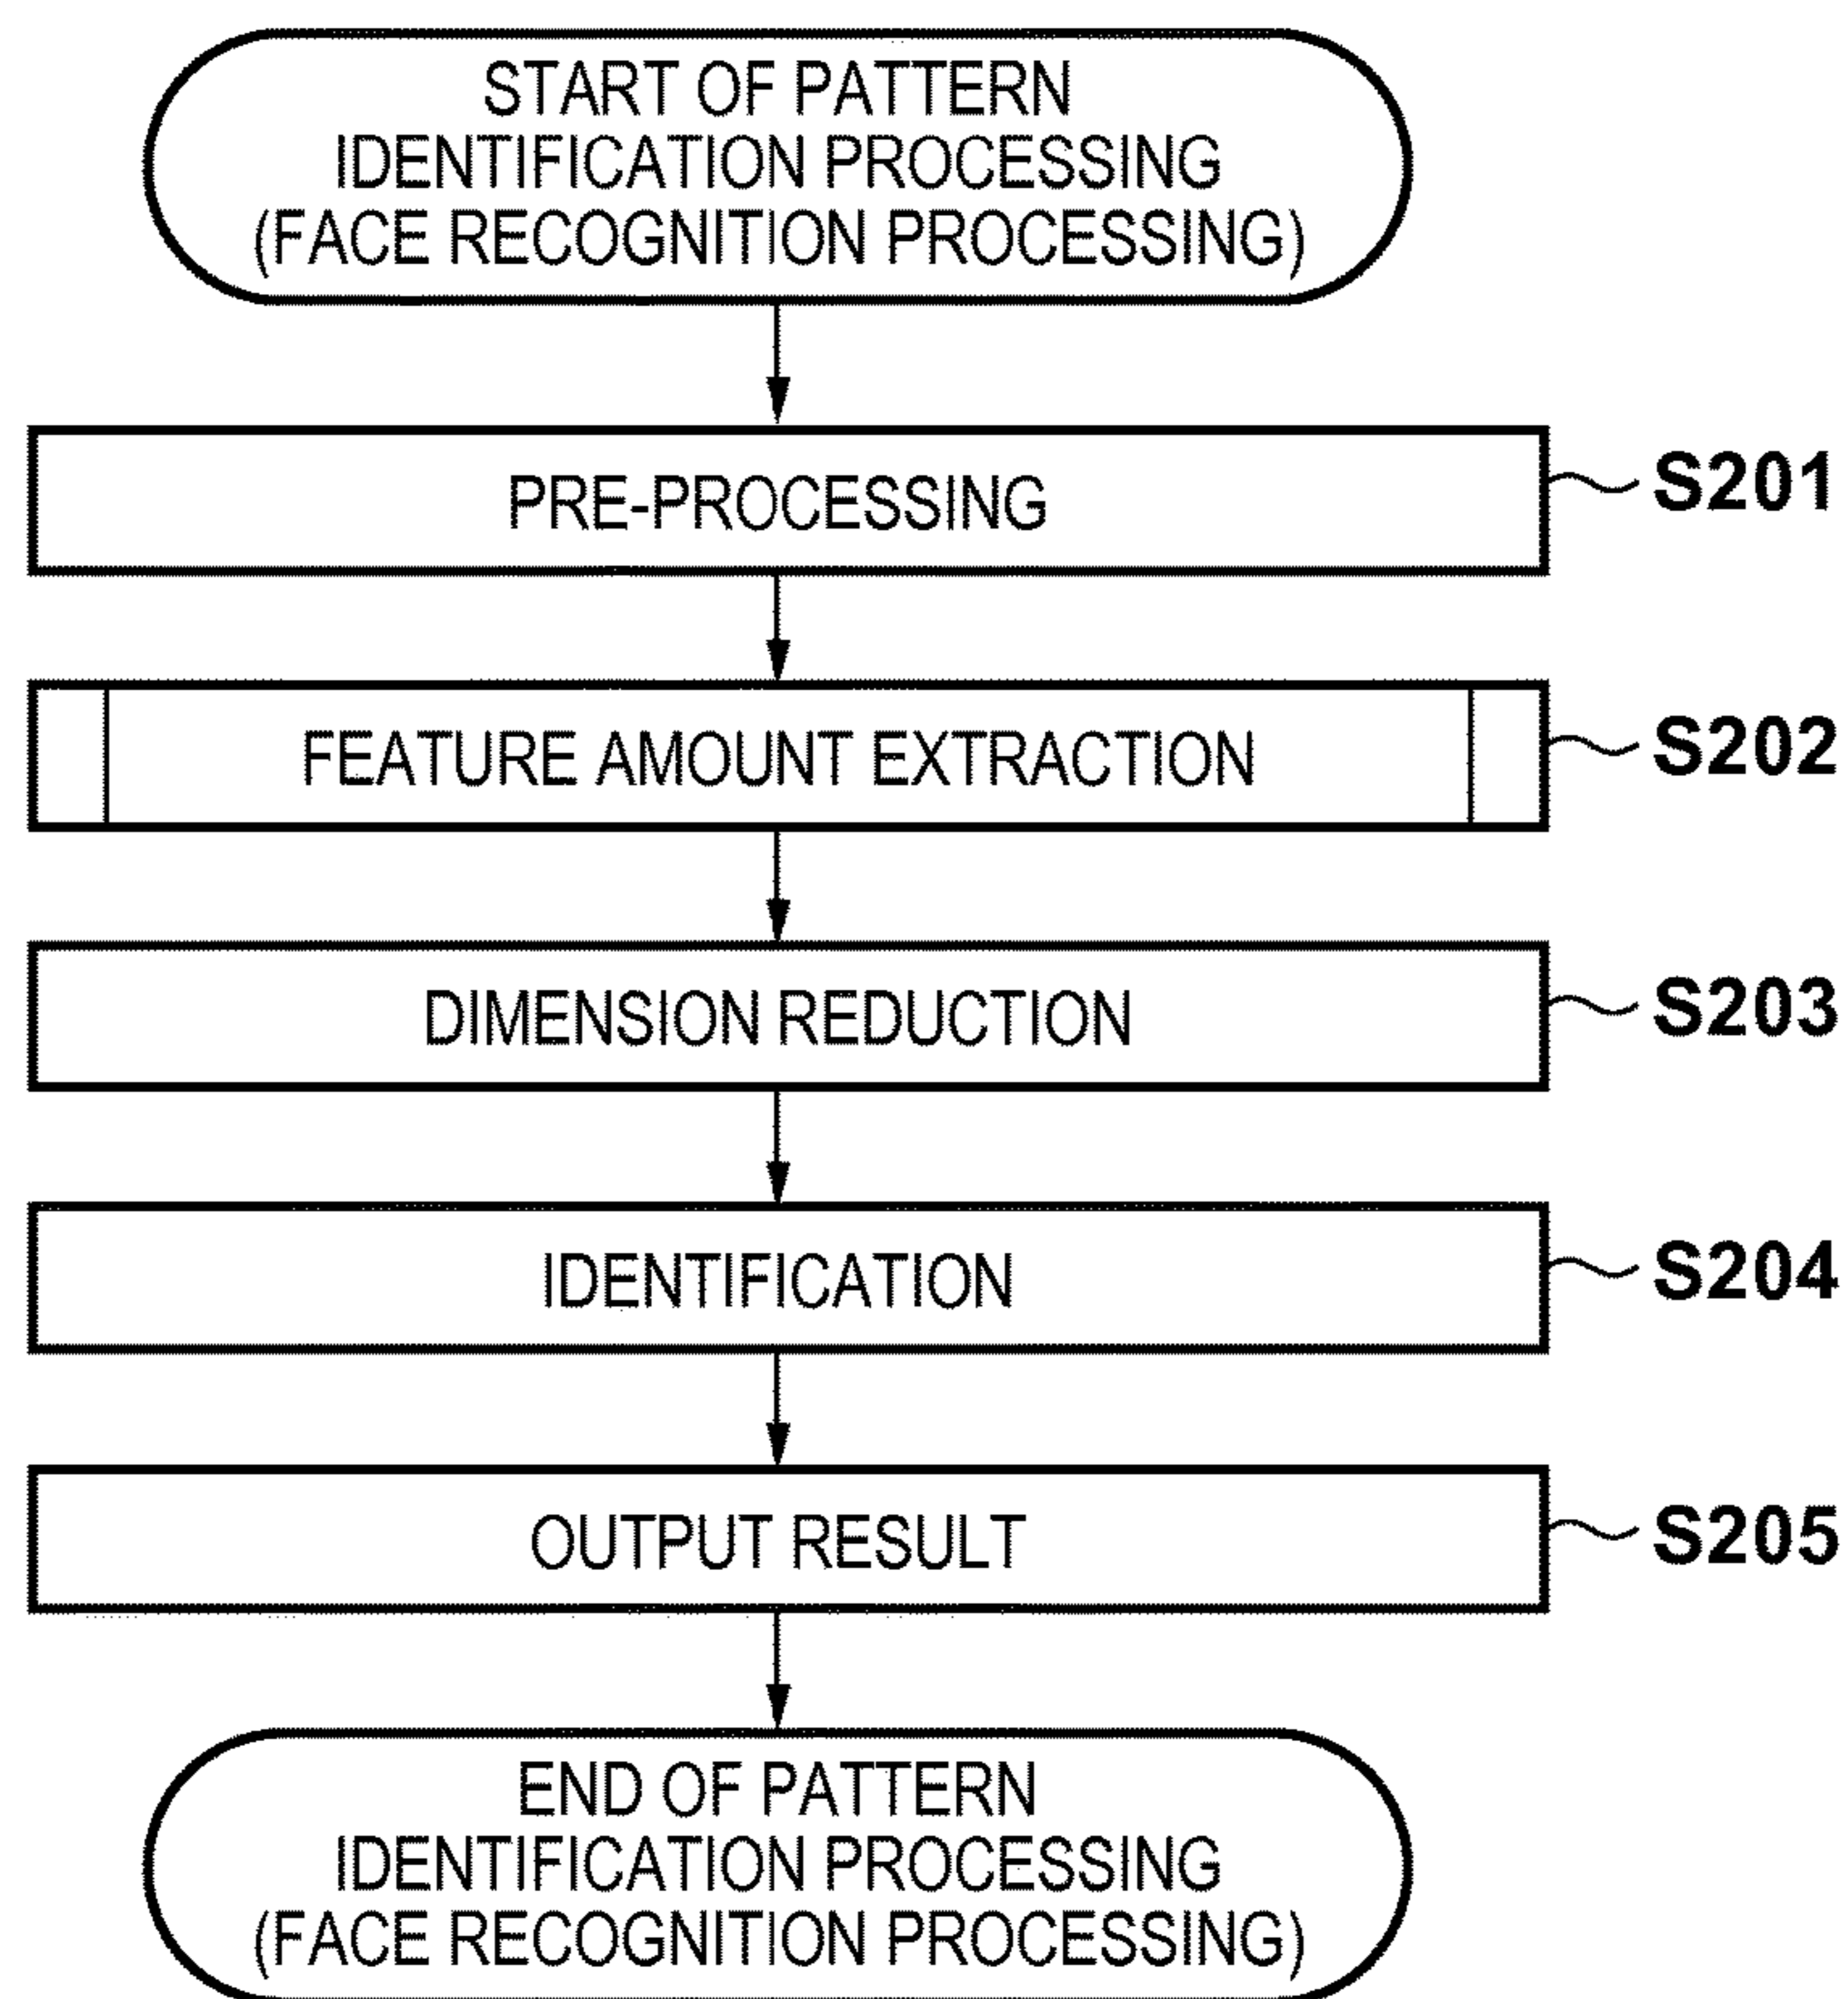 START OF PATTERN
IDENTIFICATION PROCESSING
(FACE RECOGNITION PROCESSING)
PRE-PROCESSING
S201
FEATURE AMOUNT EXTRACTION
S202
DIMENSION REDUCTION
S203
IDENTIFICATION
S204
OUTPUT RESULT
S205
END OF PATTERN
IDENTIFICATION PROCESSING
(FACE RECOGNITION PROCESSING)